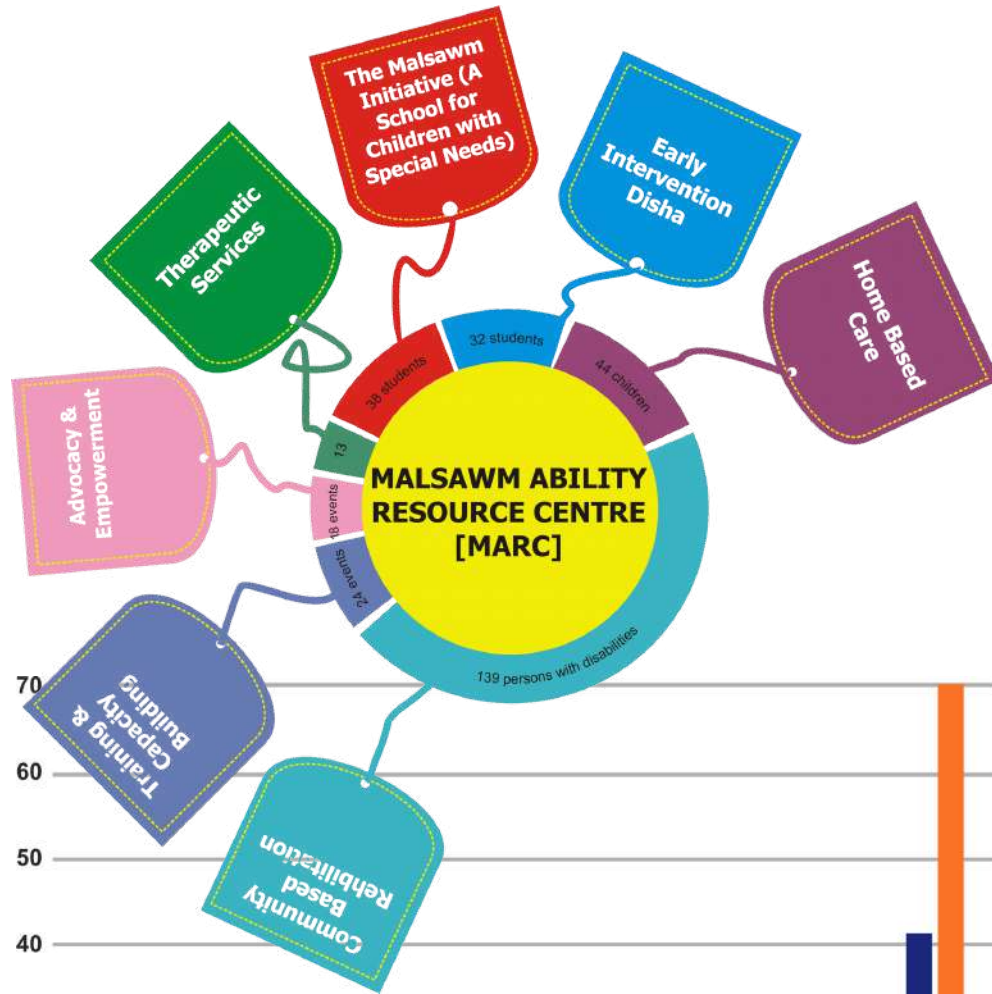 The Malsawm
Initiative (A
School for
Children with
Special Needs)
Early
Intervention
Disha
Home Based
Care
Therapeutic
Services
Advocacy &
Empowerment
Training &
Capacity
Building
Community
Based
Rehbilitation
38 students
32 students
44 children
13
18 events
24 events
139 persons with disabilities
MALSAWM ABILITY
RESOURCE CENTRE
[MARC]
70
60
50
40